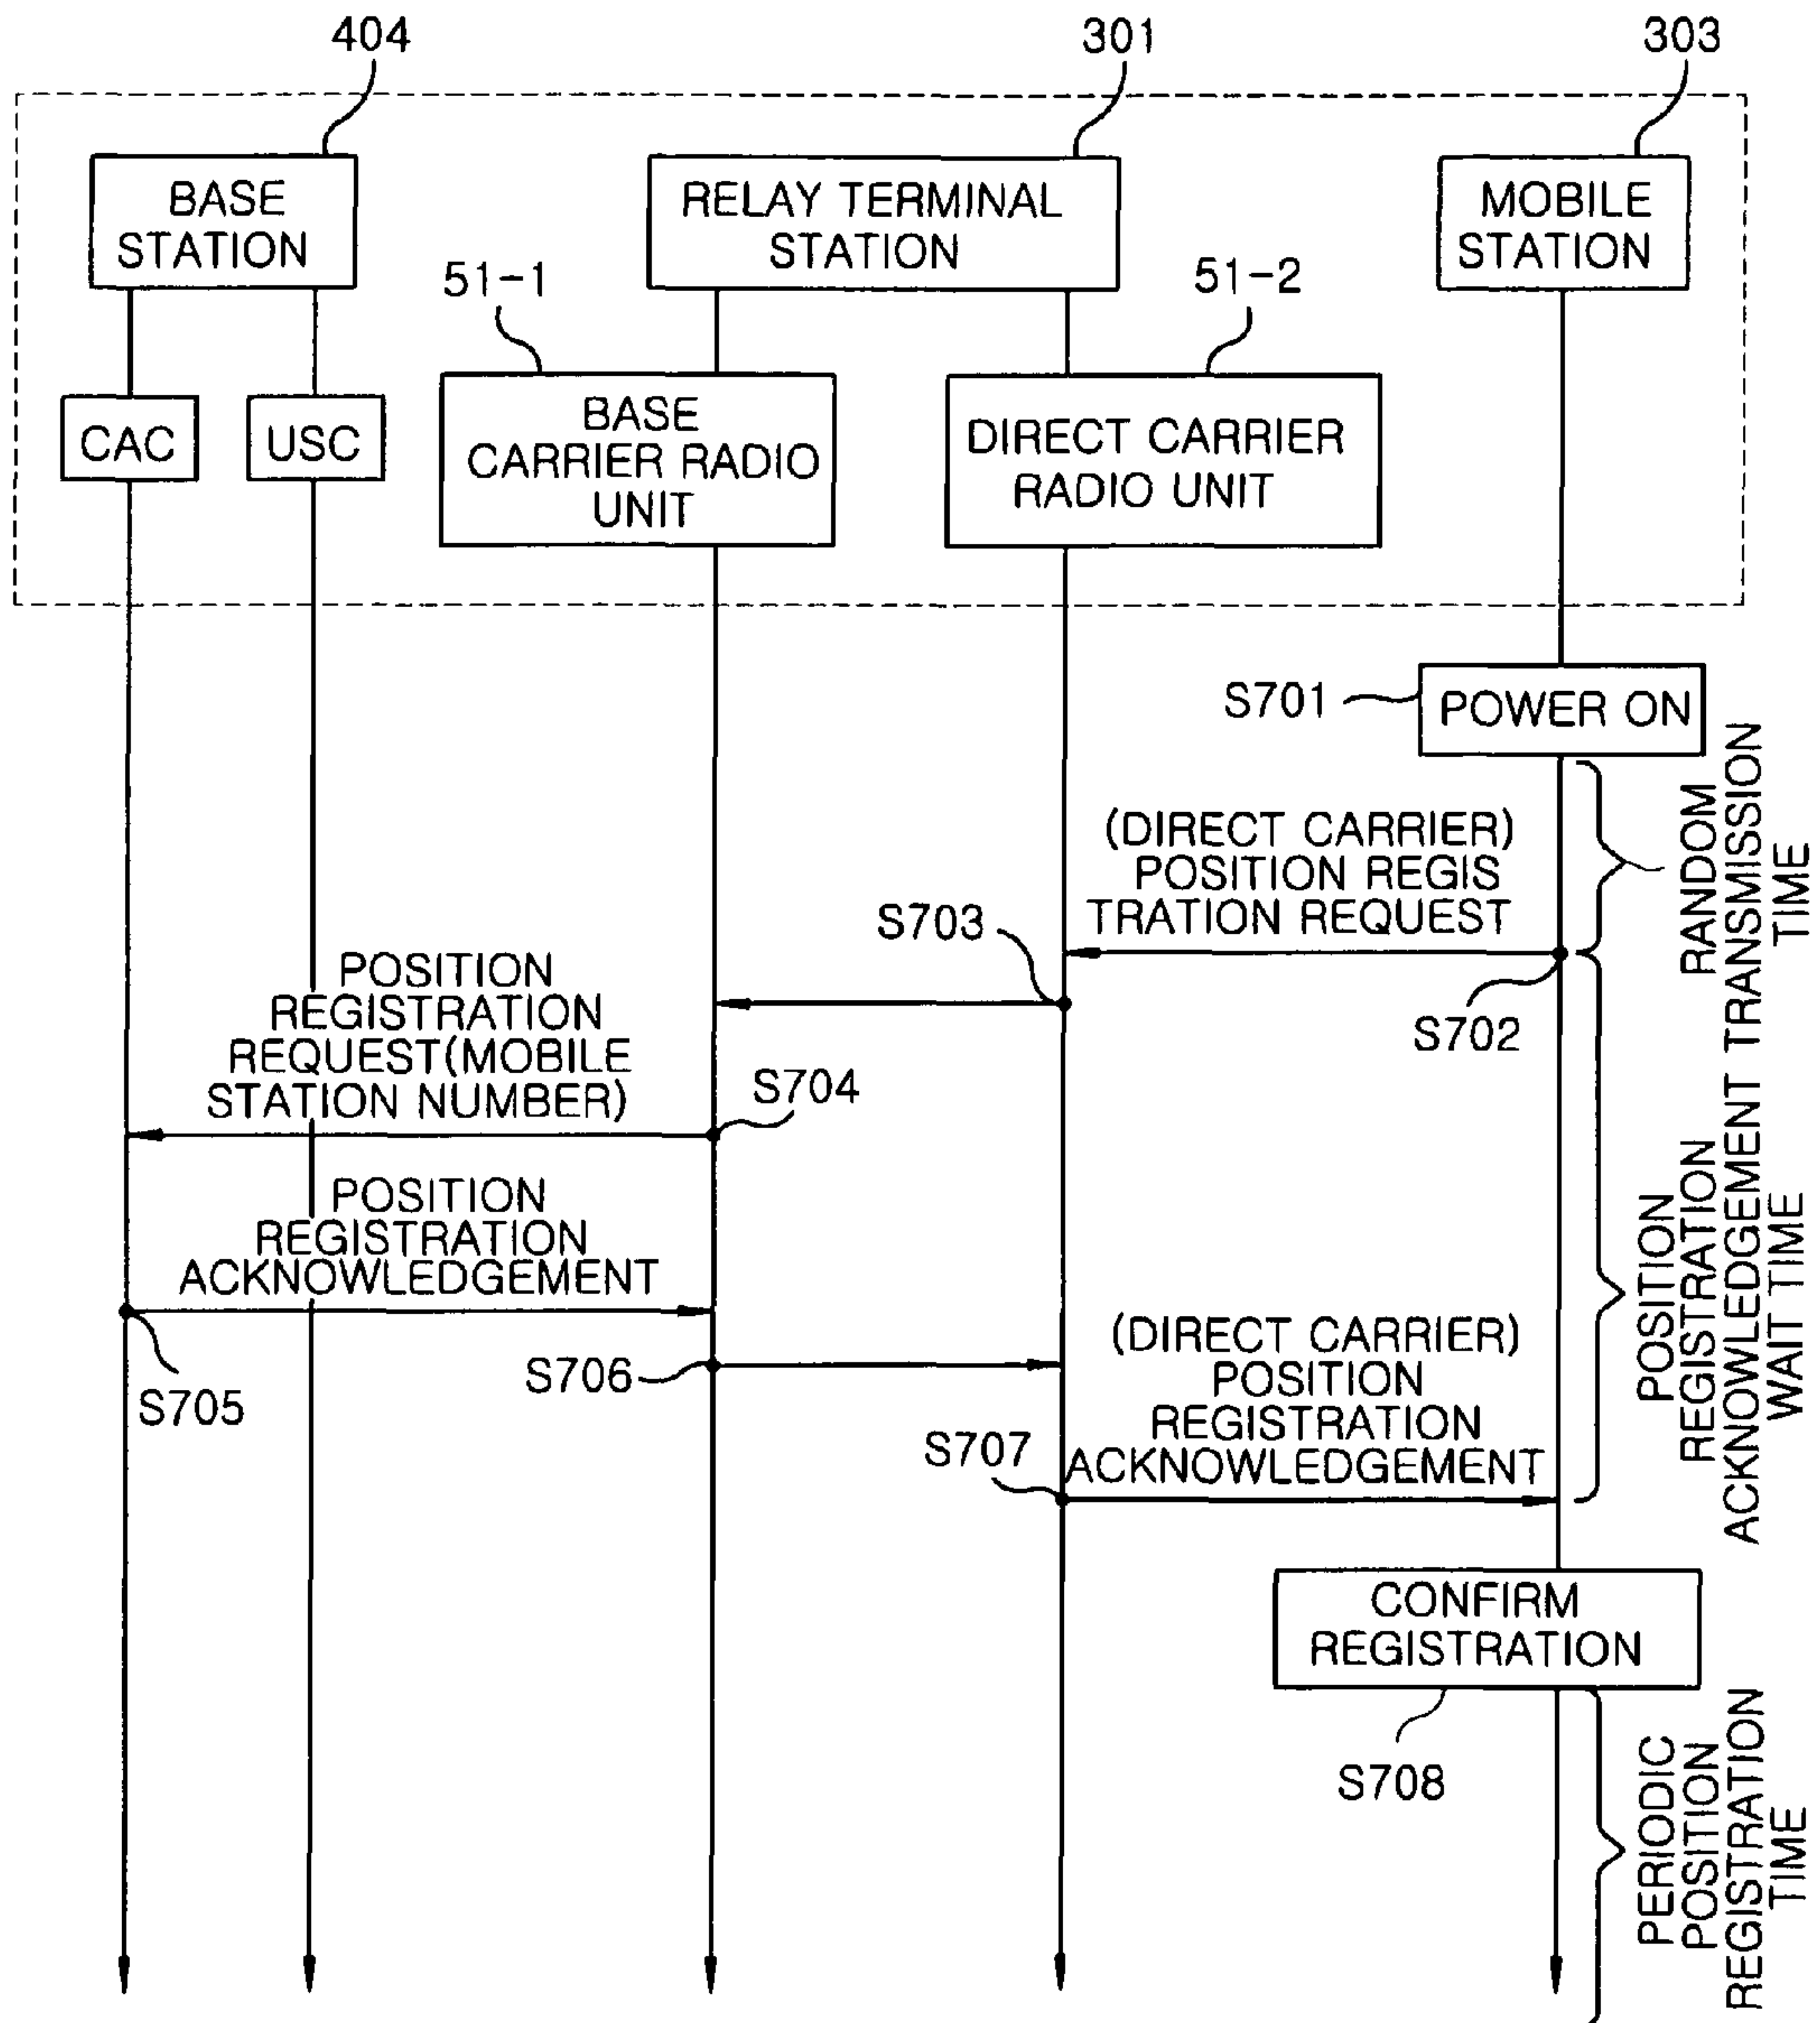 404
301
303
BASE
STATION
RELAY TERMINAL
STATION
MOBILE
STATION
51-1
51-2
CAC
USC
BASE
CARRIER RADIO
UNIT
DIRECT CARRIER
RADIO UNIT
S701
POWER ON
RANDOM
TRANSMISSION
TIME
(DIRECT CARRIER)
POSITION REGIS
TRATION REQUEST
S703
S702
POSITION
REGISTRATION
REQUEST(MOBILE
STATION NUMBER)
S704
POSITION
REGISTRATION
ACKNOWLEDGEMENT
S705
S706
(DIRECT CARRIER)
POSITION
REGISTRATION
ACKNOWLEDGEMENT
S707
POSITION
REGISTRATION
ACKNOWLEDGEMENT
WAIT TIME
CONFIRM
REGISTRATION
S708
PERIODIC
POSITION
REGISTRATION
TIME